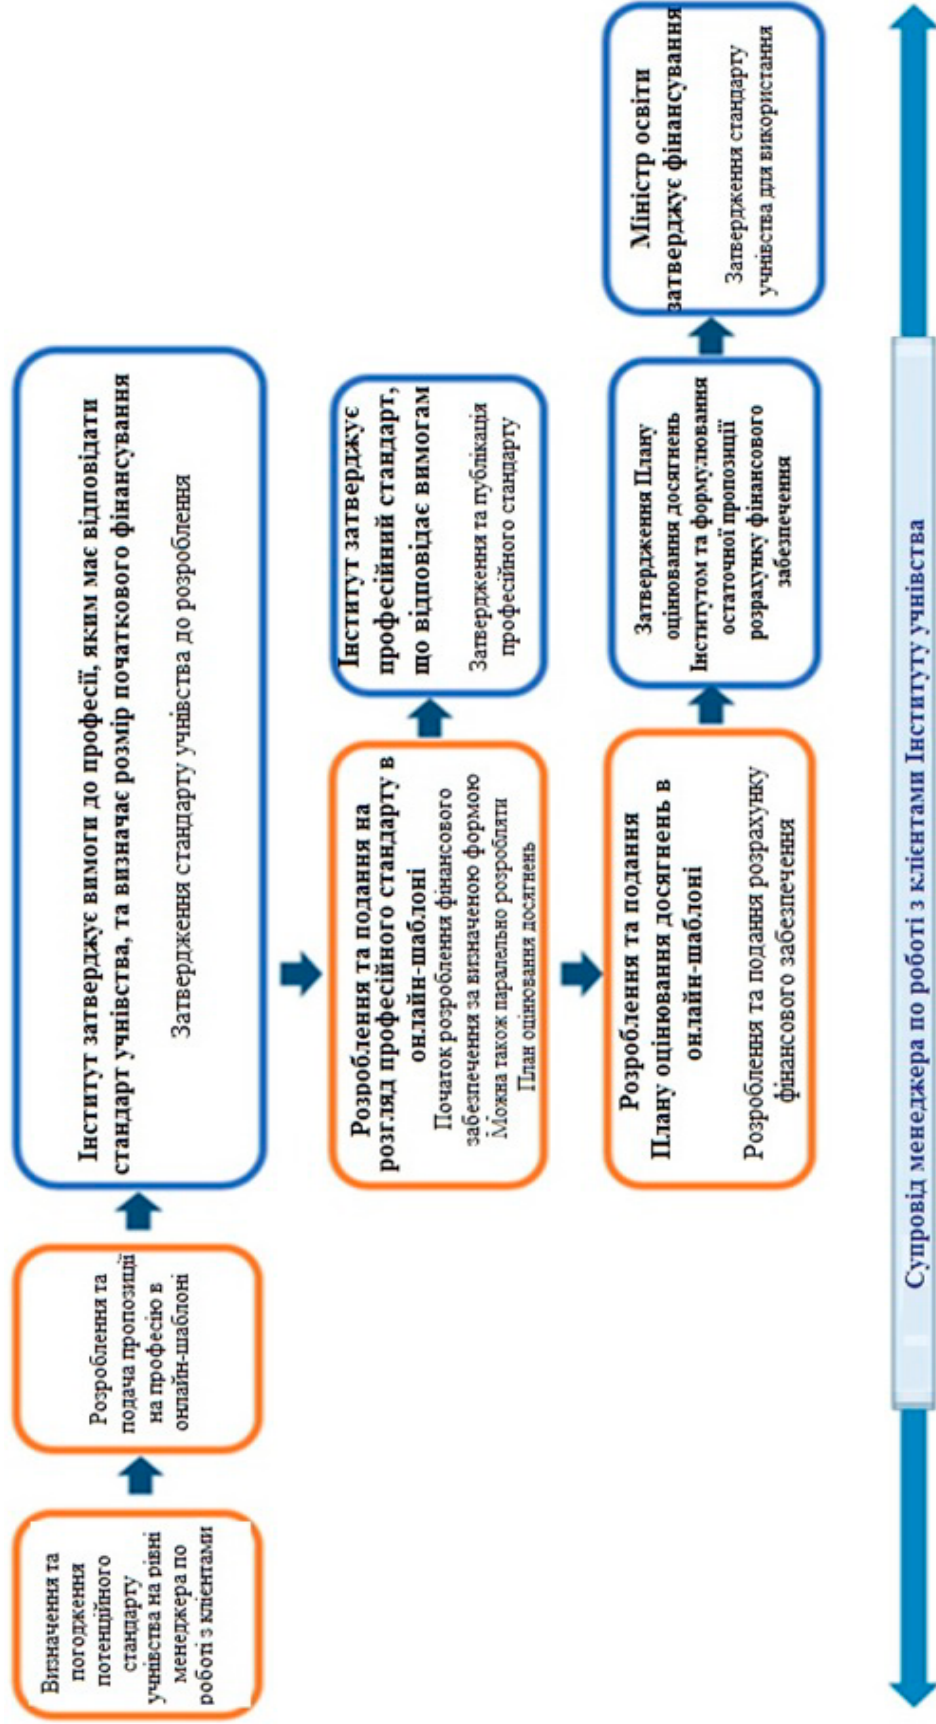 Визначення та
погодження
потенційного
стандарту
учнівства на рівні
менеджера по
роботі з клієнтами
Розроблення та
подача пропозиції
на професію в
онлайн-шаблоні
Інститут затверджує вимоги до професії, яким має відповідати
стандарт учнівства, та визначає розмір початкового фінансування
Затвердження стандарту учнівства до розроблення
Розроблення та подання на
розгляд професійного стандарту в
онлайн-шаблоні
Початок розроблення фінансового
забезпечення за визначеною формою
Можна також паралельно розробляти
План оцінювання досягнень
Інститут затверджує
професійний стандарт,
що відповідає вимогам
Затвердження та публікація
професійного стандарту
Розроблення та подання
Плану оцінювання досягнень в
онлайн-шаблоні
Розроблення та подання розрахунку
фінансового забезпечення
Затвердження Плану
оцінювання досягнень
Інститутом та формулювання
остаточної пропозиції
розрахунку фінансового
забезпечення
Міністр освіти
затверджує фінансування
Затвердження стандарту
учнівства для використання
Супровід менеджера по роботі з клієнтами Інституту учнівства